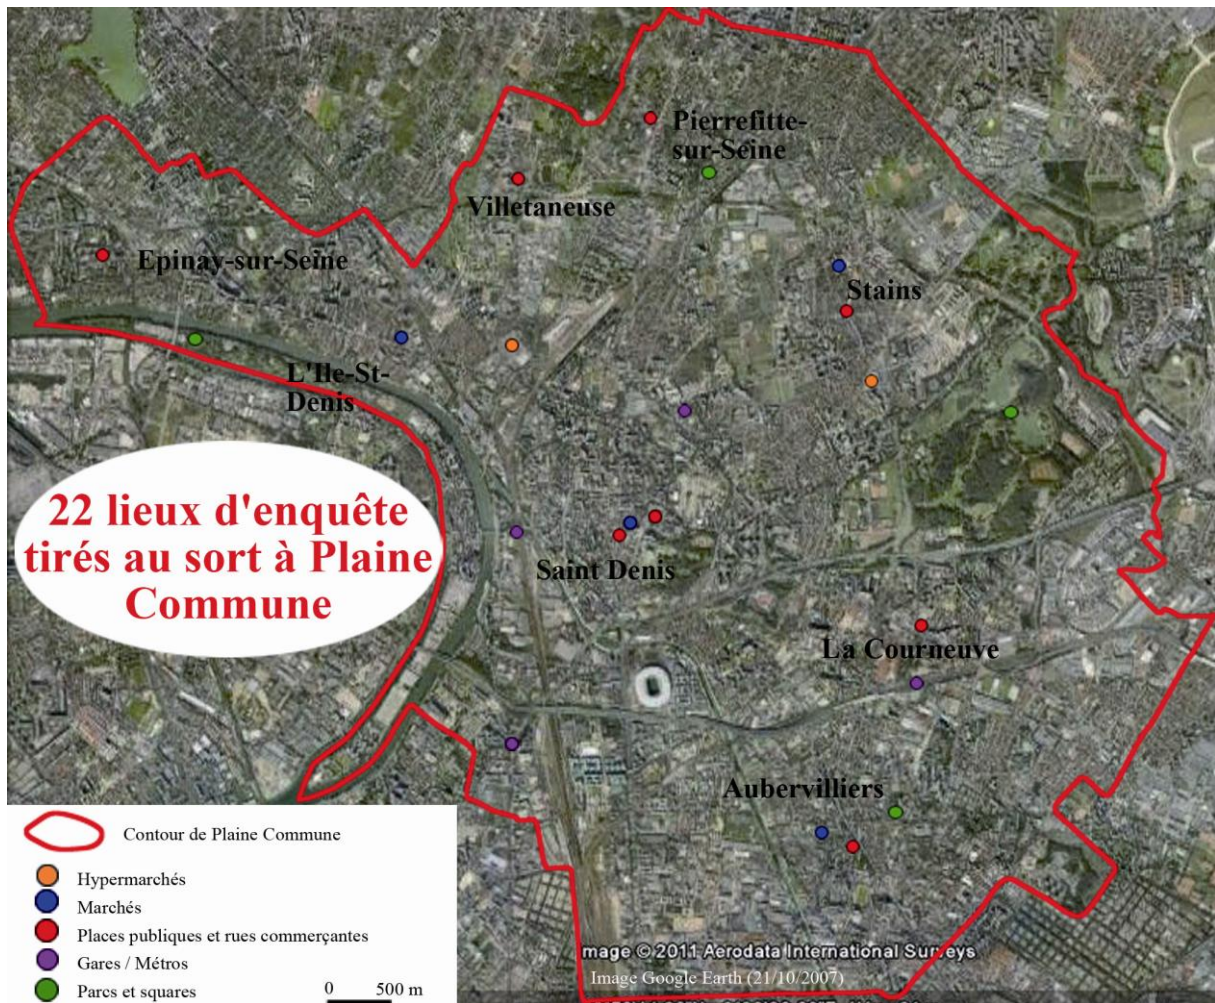 Pierrefitte-
sur-Seine
Villetaneuse
Epinay-sur-Seine
Stains
L'Ile-St-
Denis
22 lieux d'enquête
tirés au sort à Plaine
Commune
Saint Denis
La Courneuve
Aubervilliers
Contour de Plaine Commune
Hypermarchés
Marchés
Places publiques et rues commerçantes
Gares / Métros
Parcs et squares
0 500 m
Image © 2011 Aerodata International Surveys
Image Google Earth (21/10/2007)